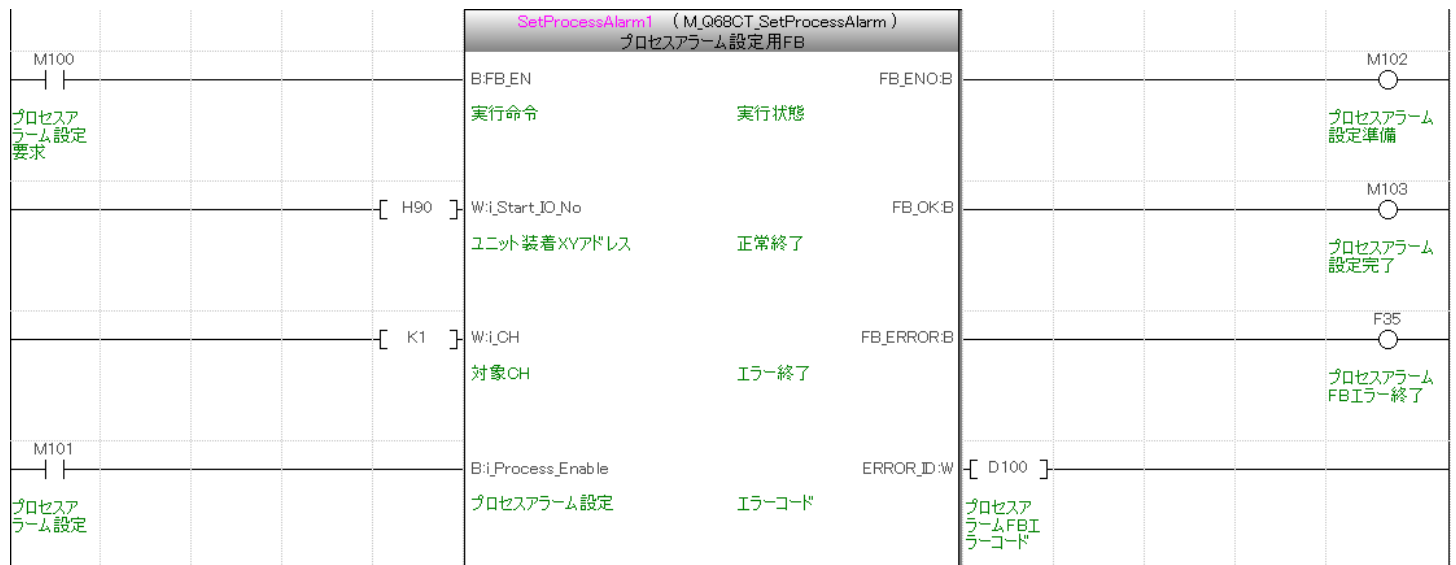 SetProcessAlarm1 （M_Q68CT_SetProcessAlarm）
プロセスアラーム設定用FB
M100
B:FB_EN
FB_ENO:B
M102
プロセスア
ラーム設定
要求
実行命令
実行状態
プロセスアラーム
設定準備
H90
W:i_Start_IO_No
FB_OK:B
M103
ユニット装着XYアドレス
正常終了
プロセスアラーム
設定完了
K1
W:i_CH
FB_ERROR:B
F35
対象CH
エラー終了
プロセスアラーム
FBエラー終了
M101
B:i_Process_Enable
ERROR_ID:W
D100
プロセスア
ラーム設定
プロセスアラーム設定
エラーコード
プロセスア
ラームFBエ
ラーコード